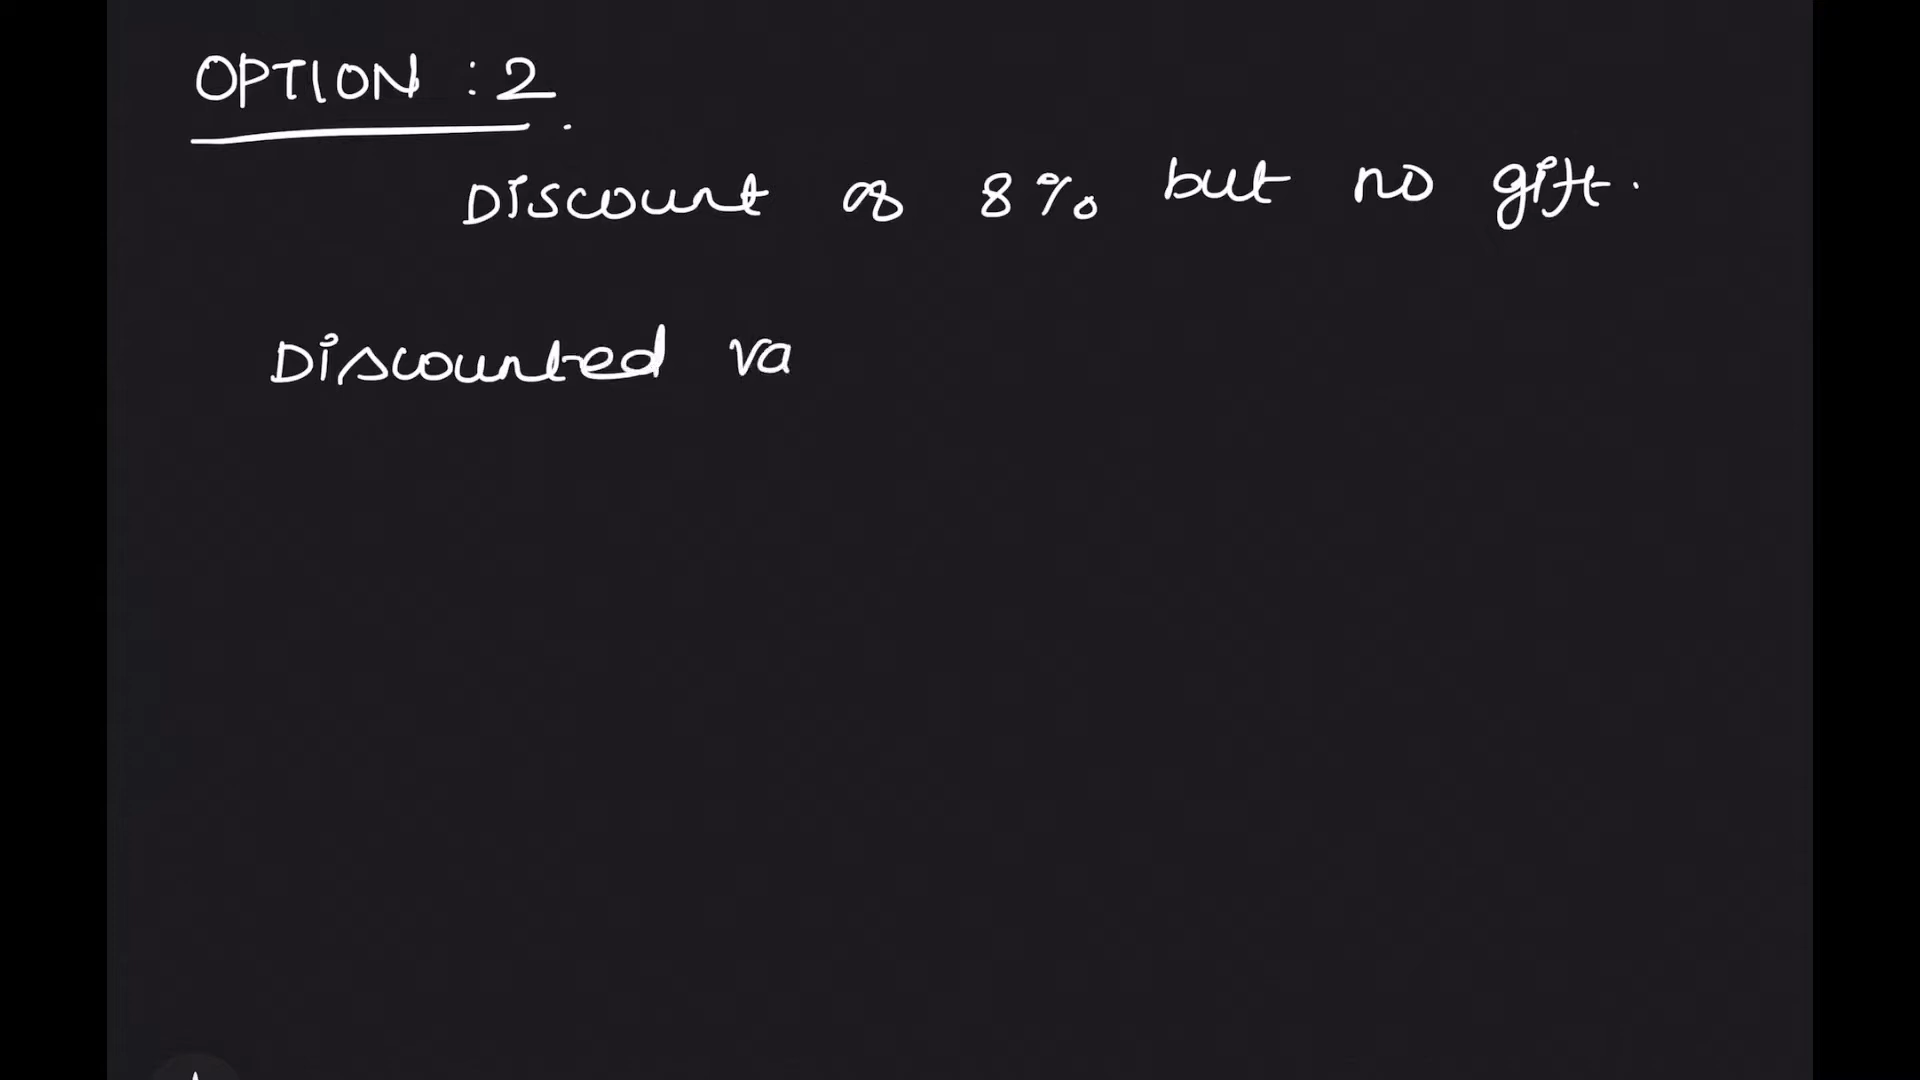 OPTION : 2.
Discount of 8% but no gift.
Discounted va